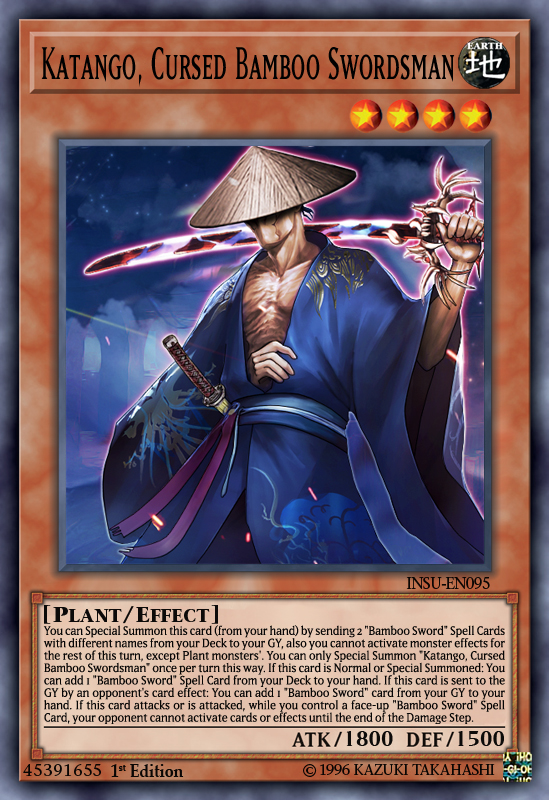 Katango, Cursed Bamboo Swordsman
EARTH
地
INSU-EN095
[Plant/Effect]
You can Special Summon this card (from your hand) by sending 2 "Bamboo Sword" Spell Cards
with different names from your Deck to your GY, also you cannot activate monster effects for
the rest of this turn, except Plant monsters'. You can only Special Summon "Katango, Cursed
Bamboo Swordsman" once per turn this way. If this card is Normal or Special Summoned: You
can add 1 "Bamboo Sword" Spell Card from your Deck to your hand. If this card is sent to the
GY by an opponent's card effect: You can add 1 "Bamboo Sword" card from your GY to your
hand. If this card attacks or is attacked, while you control a face-up "Bamboo Sword" Spell
Card, your opponent cannot activate cards or effects until the end of the Damage Step.
ATK/1800 DEF/1500
45391655 1st Edition © 1996 KAZUKI TAKAHASHI